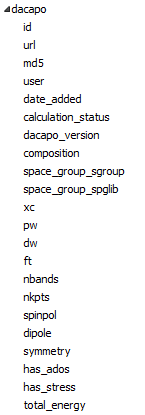 dacapo
id
url
md5
user
date_added
calculation_status
dacapo_version
composition
space_group_sgroup
space_group_spglib
xc
pw
dw
ft
nbands
nkpts
spinpol
dipole
symmetry
has_ados
has_stress
total_energy